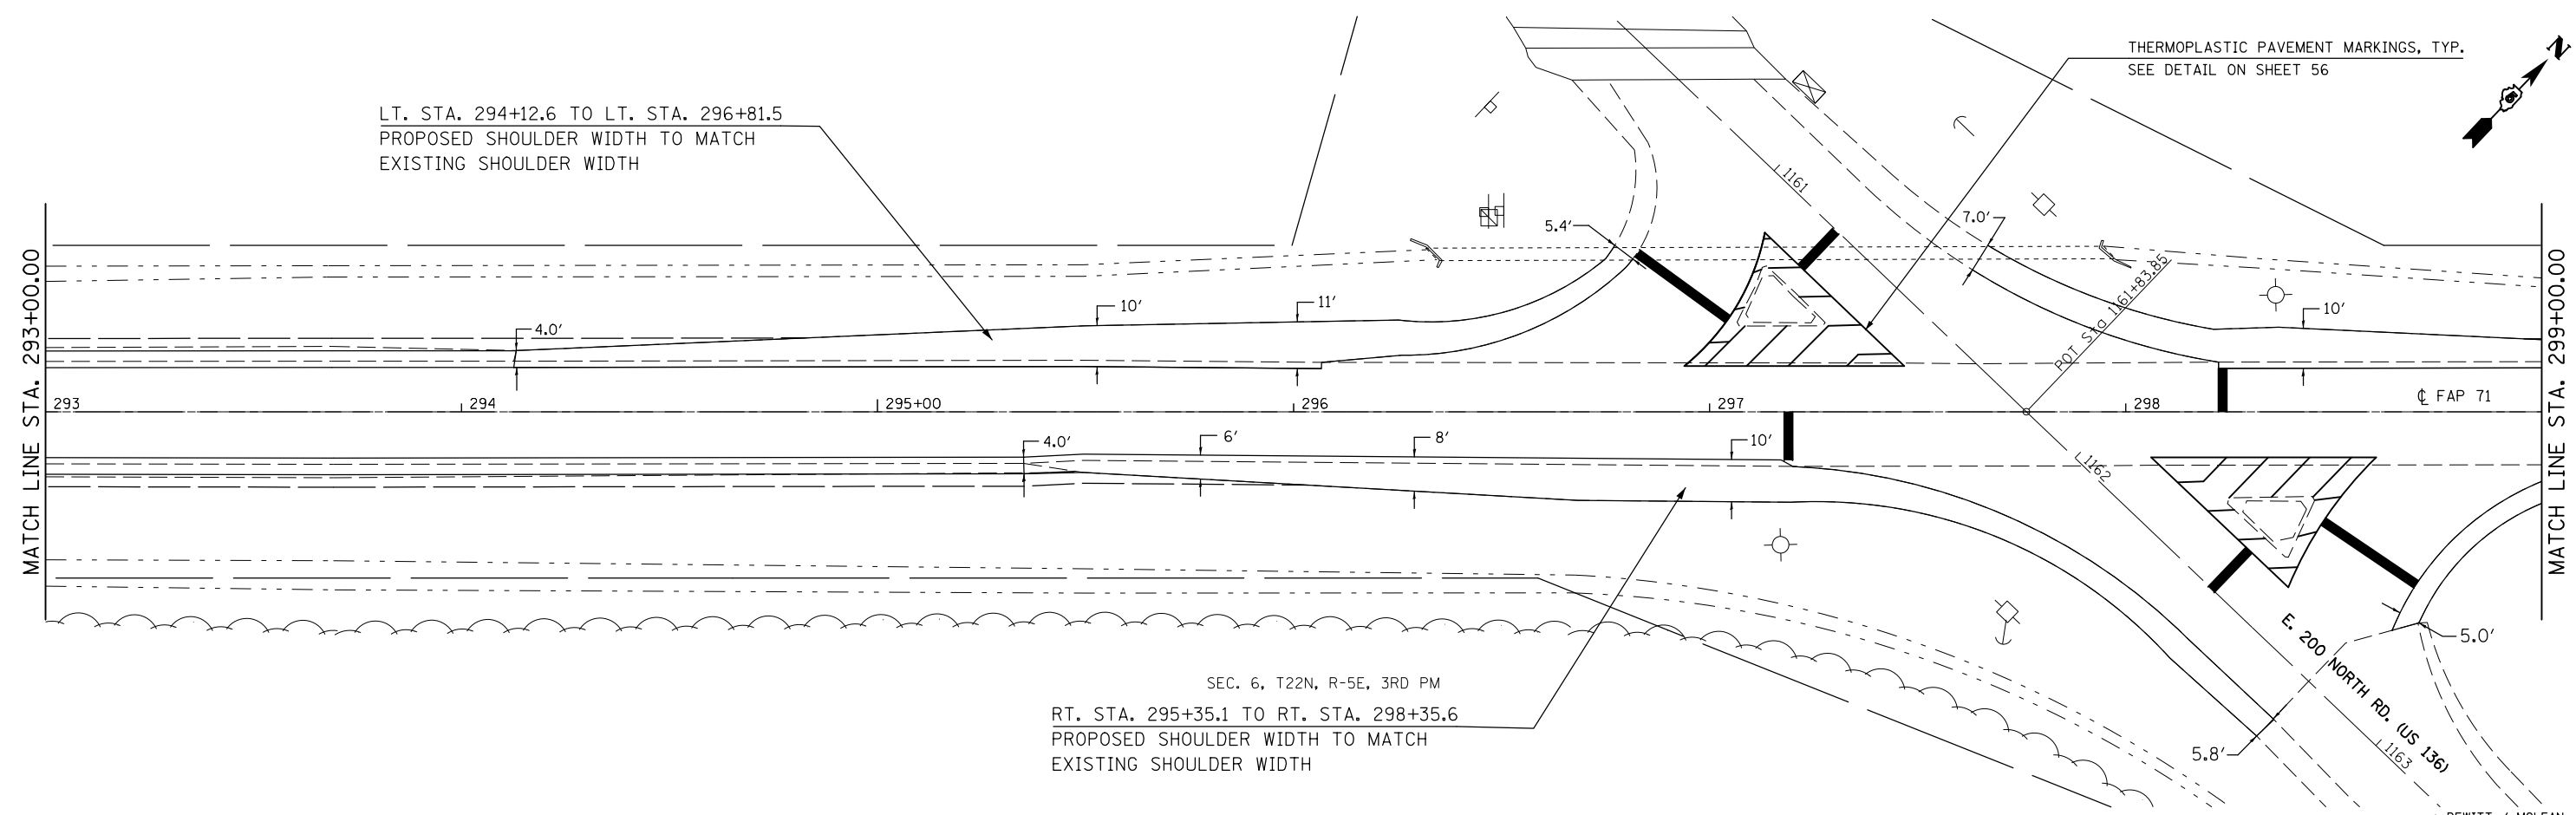 THERMOPLASTIC PAVEMENT MARKINGS, TYP.
SEE DETAIL ON SHEET 56
N
LT. STA. 294+12.6 TO LT. STA. 296+81.5
PROPOSED SHOULDER WIDTH TO MATCH
EXISTING SHOULDER WIDTH
1161
5.4'
7.0'
MATCH LINE STA. 293+00.00
MATCH LINE STA. 299+00.00
POT Sta 1161+83.85
4.0'
10'
11'
10'
293
294
295+00
296
297
298
℄ FAP 71
4.0'
6'
8'
10'
1162
E. 200 NORTH RD. (US 136)
5.0'
SEC. 6, T22N, R-5E, 3RD PM
RT. STA. 295+35.1 TO RT. STA. 298+35.6
PROPOSED SHOULDER WIDTH TO MATCH
EXISTING SHOULDER WIDTH
5.8'
1163